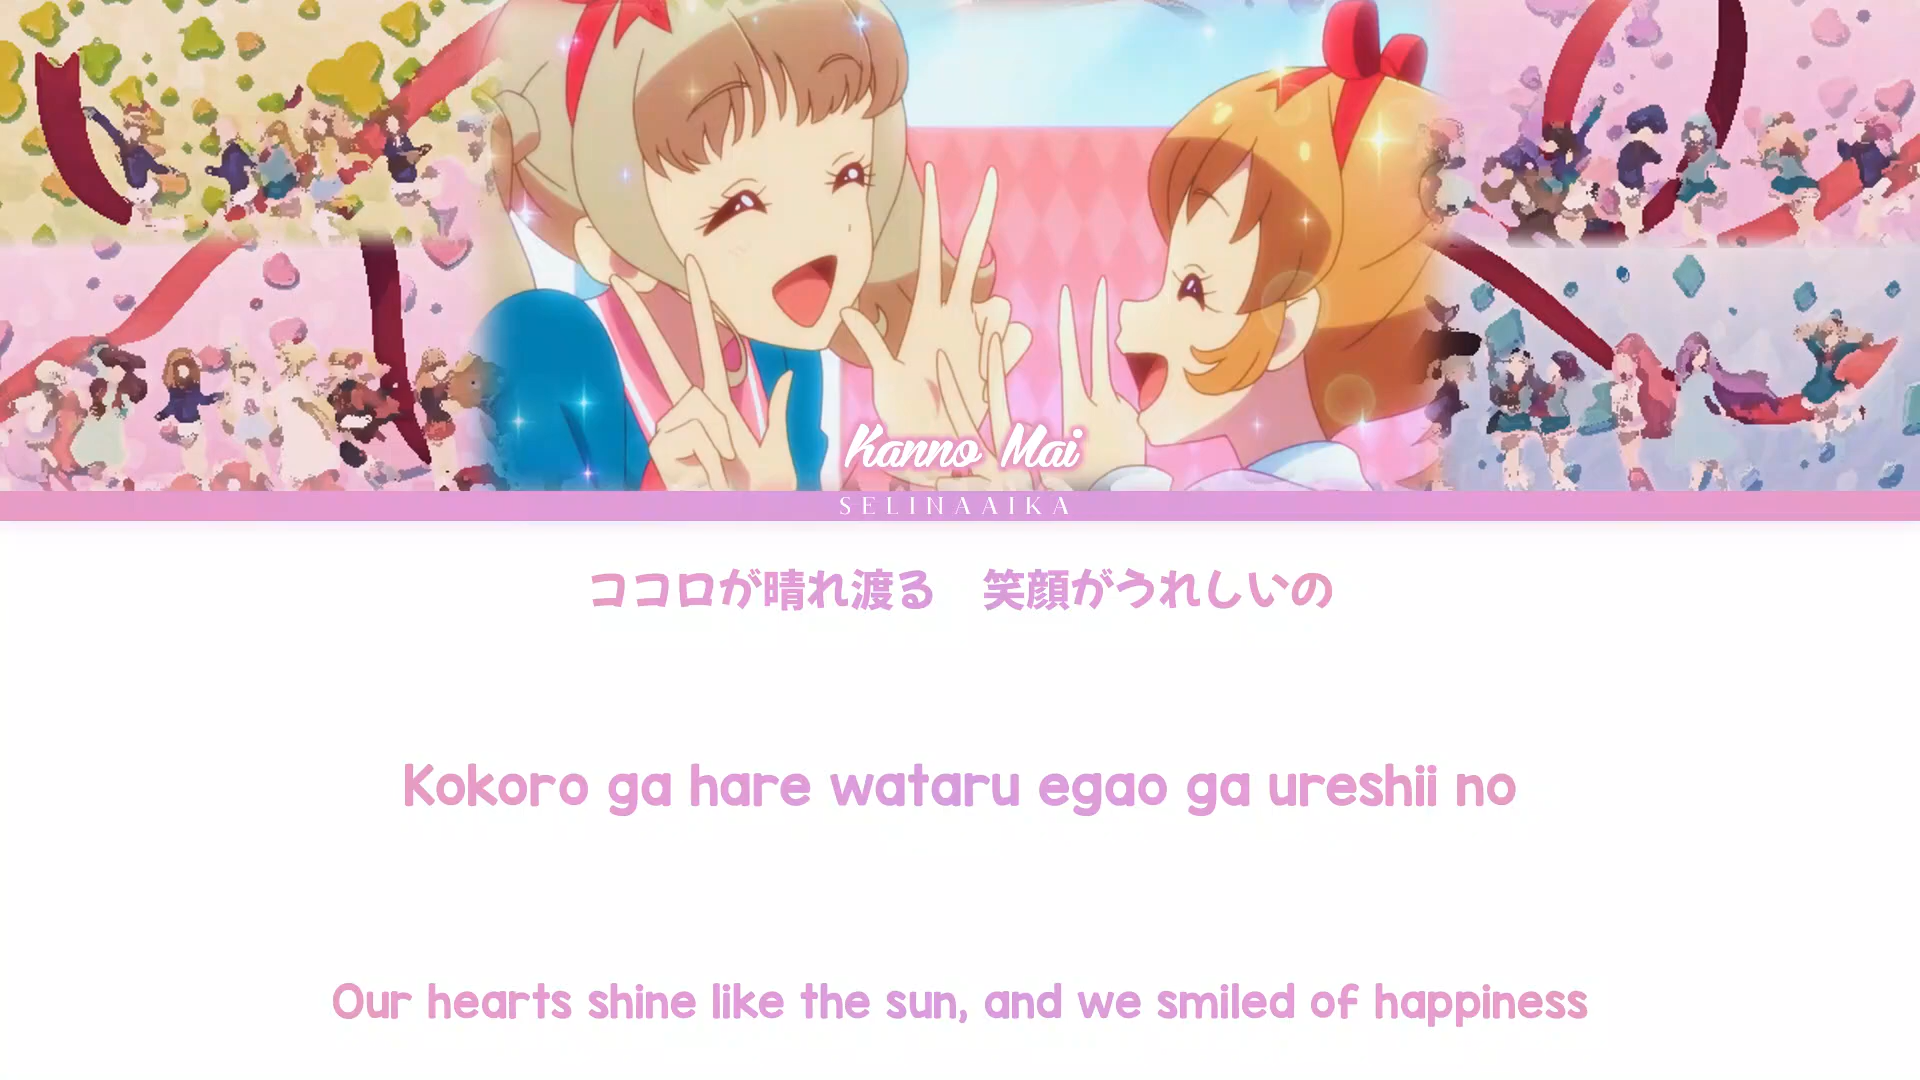 Kanno Mai
SELINAAIKA
ココロが晴れ渡る　笑顔がうれしいの
Kokoro ga hare wataru egao ga ureshii no
Our hearts shine like the sun, and we smiled of happiness